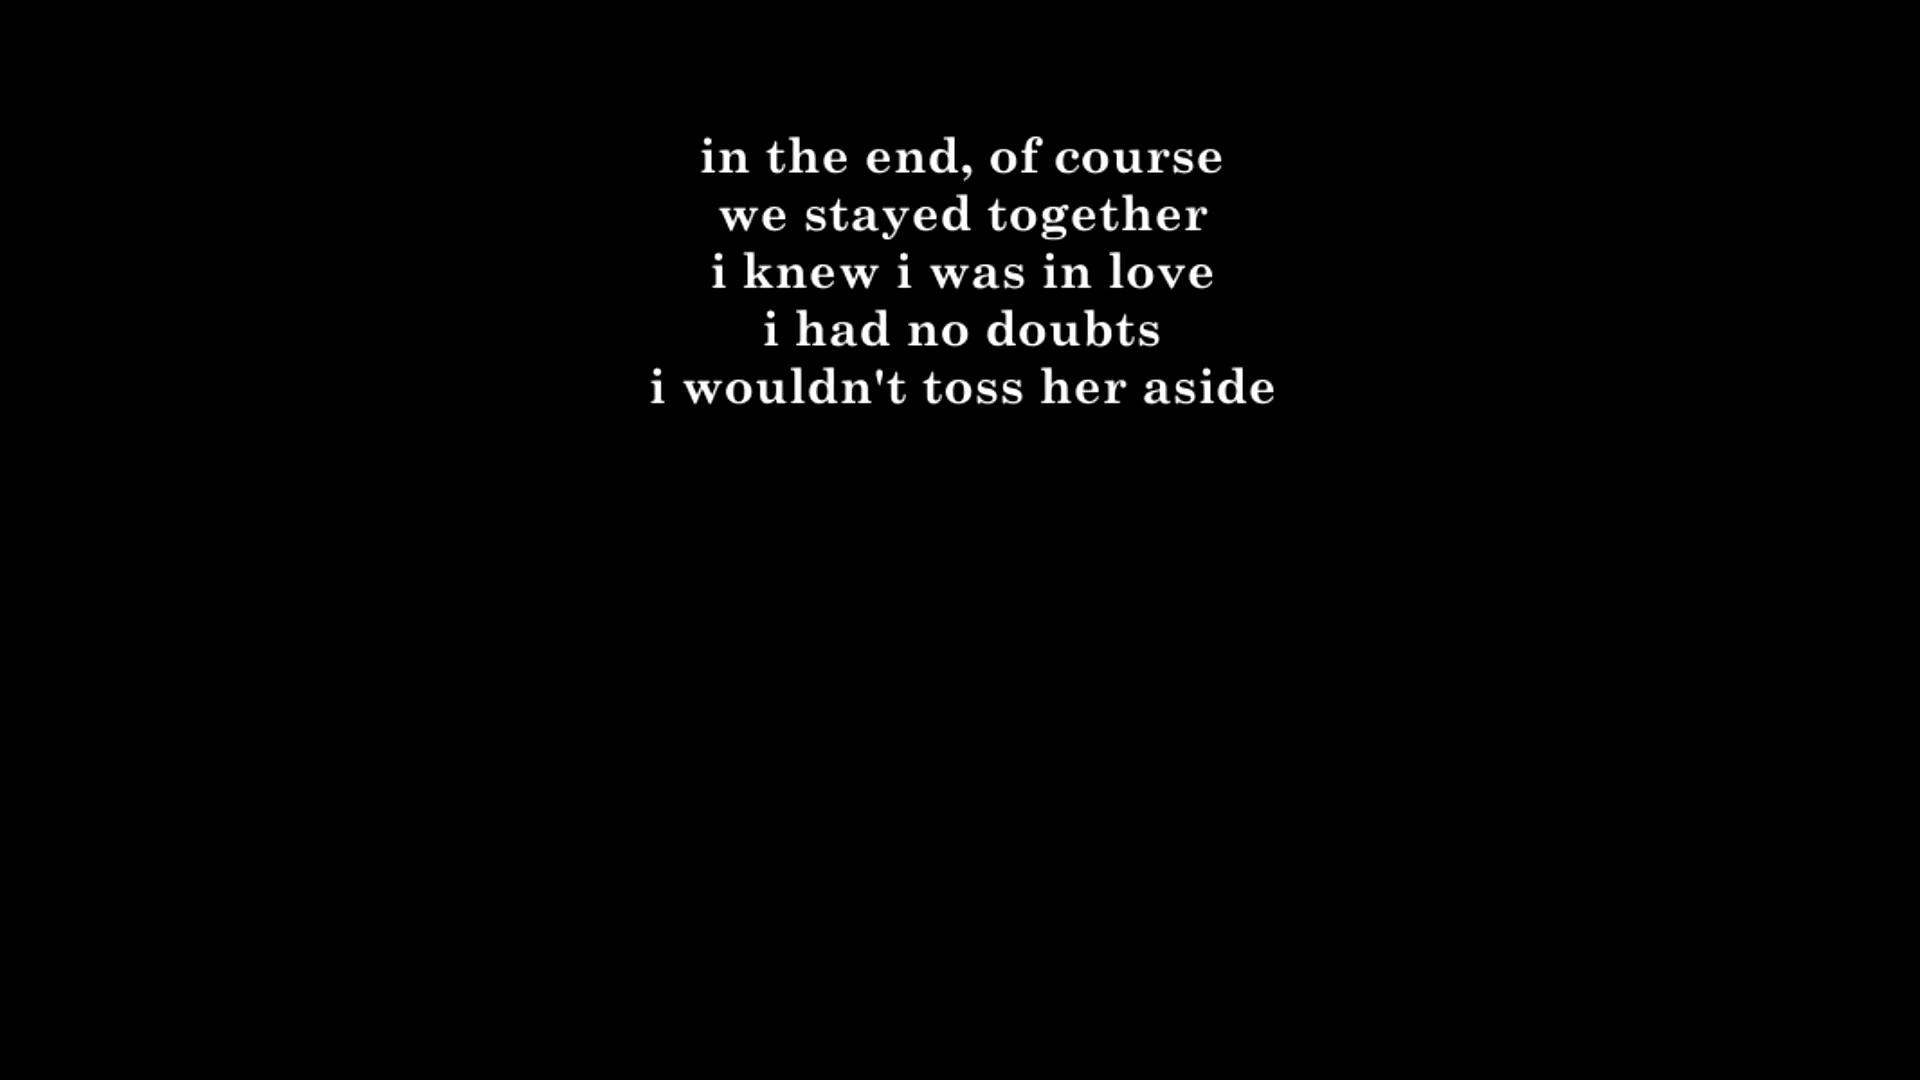 in the end, of course
we stayed together
i knew i was in love
i had no doubts
i wouldn't toss her aside